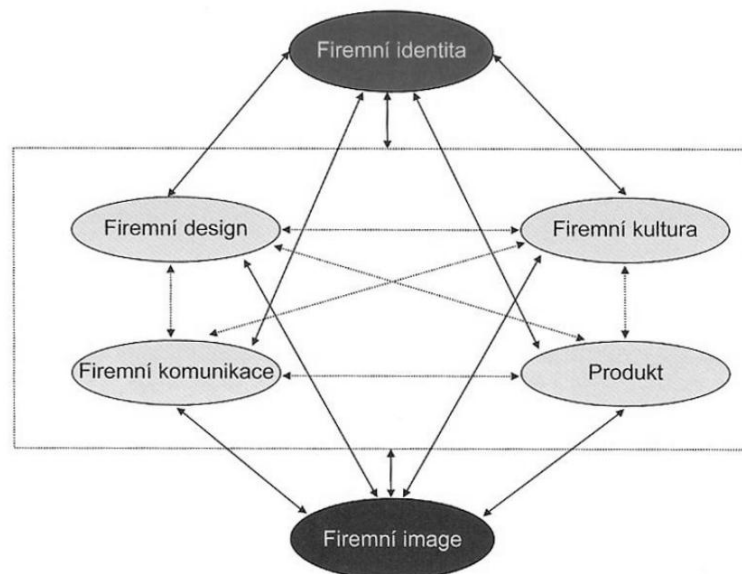 Firemní identita
Firemní design
Firemní kultura
Firemní komunikace
Produkt
Firemní image